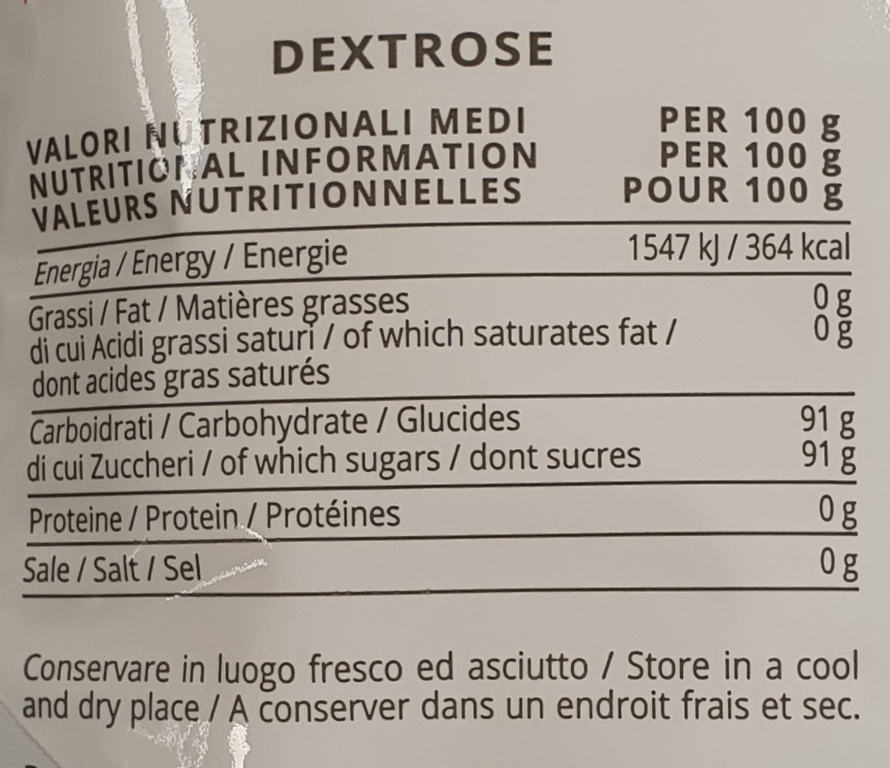 DEXTROSE
VALORI NUTRIZIONALI MEDI PER 100 g
NUTRITIONAL INFORMATION PER 100 g
VALEURS NUTRITIONNELLES POUR 100 g
Energia / Energy / Energie 1547 kJ / 364 kcal
Grassi / Fat / Matières grasses 0 g
di cui Acidi grassi saturi / of which saturates fat / 0 g
dont acides gras saturés
Carboidrati / Carbohydrate / Glucides 91 g
di cui Zuccheri / of which sugars / dont sucres 91 g
Proteine / Protein / Protéines 0 g
Sale / Salt / Sel 0 g
Conservare in luogo fresco ed asciutto / Store in a cool
and dry place / A conserver dans un endroit frais et sec.